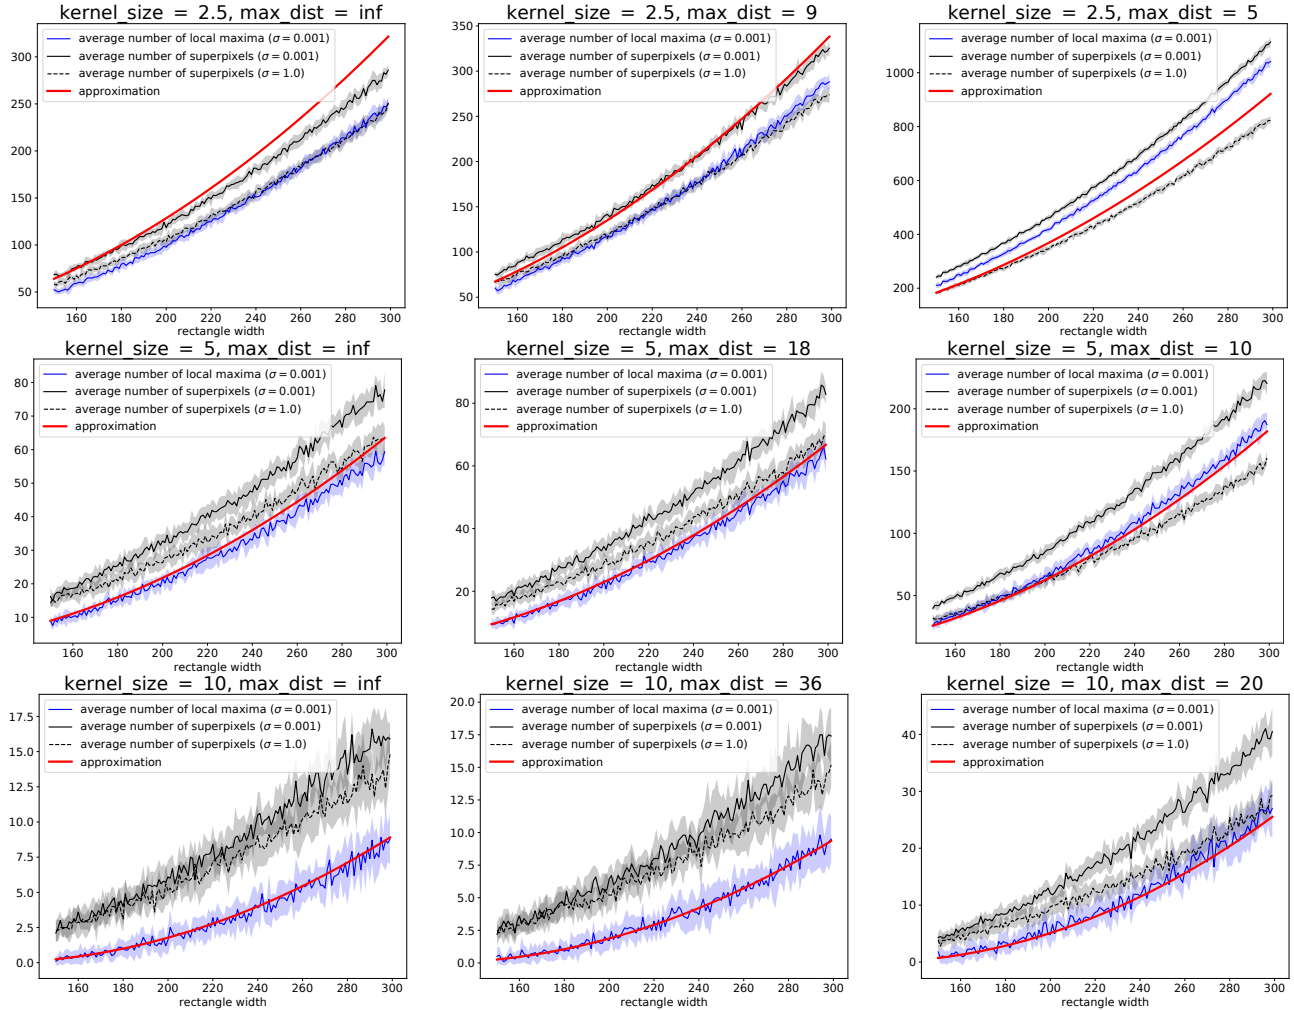 kernel_size = 2.5, max_dist = inf
average number of local maxima (σ = 0.001)
average number of superpixels (σ = 0.001)
average number of superpixels (σ = 1.0)
approximation
300
250
200
150
100
50
160 180 200 220 240 260 280 300
rectangle width
kernel_size = 2.5, max_dist = 9
average number of local maxima (σ = 0.001)
average number of superpixels (σ = 0.001)
average number of superpixels (σ = 1.0)
approximation
350
300
250
200
150
100
50
160 180 200 220 240 260 280 300
rectangle width
kernel_size = 2.5, max_dist = 5
average number of local maxima (σ = 0.001)
average number of superpixels (σ = 0.001)
average number of superpixels (σ = 1.0)
approximation
1000
800
600
400
200
160 180 200 220 240 260 280 300
rectangle width
kernel_size = 5, max_dist = inf
average number of local maxima (σ = 0.001)
average number of superpixels (σ = 0.001)
average number of superpixels (σ = 1.0)
approximation
80
70
60
50
40
30
20
10
160 180 200 220 240 260 280 300
rectangle width
kernel_size = 5, max_dist = 18
average number of local maxima (σ = 0.001)
average number of superpixels (σ = 0.001)
average number of superpixels (σ = 1.0)
approximation
80
60
40
20
160 180 200 220 240 260 280 300
rectangle width
kernel_size = 5, max_dist = 10
average number of local maxima (σ = 0.001)
average number of superpixels (σ = 0.001)
average number of superpixels (σ = 1.0)
approximation
200
150
100
50
160 180 200 220 240 260 280 300
rectangle width
kernel_size = 10, max_dist = inf
average number of local maxima (σ = 0.001)
average number of superpixels (σ = 0.001)
average number of superpixels (σ = 1.0)
approximation
17.5
15.0
12.5
10.0
7.5
5.0
2.5
0.0
160 180 200 220 240 260 280 300
rectangle width
kernel_size = 10, max_dist = 36
average number of local maxima (σ = 0.001)
average number of superpixels (σ = 0.001)
average number of superpixels (σ = 1.0)
approximation
20.0
17.5
15.0
12.5
10.0
7.5
5.0
2.5
0.0
160 180 200 220 240 260 280 300
rectangle width
kernel_size = 10, max_dist = 20
average number of local maxima (σ = 0.001)
average number of superpixels (σ = 0.001)
average number of superpixels (σ = 1.0)
approximation
40
30
20
10
0
160 180 200 220 240 260 280 300
rectangle width